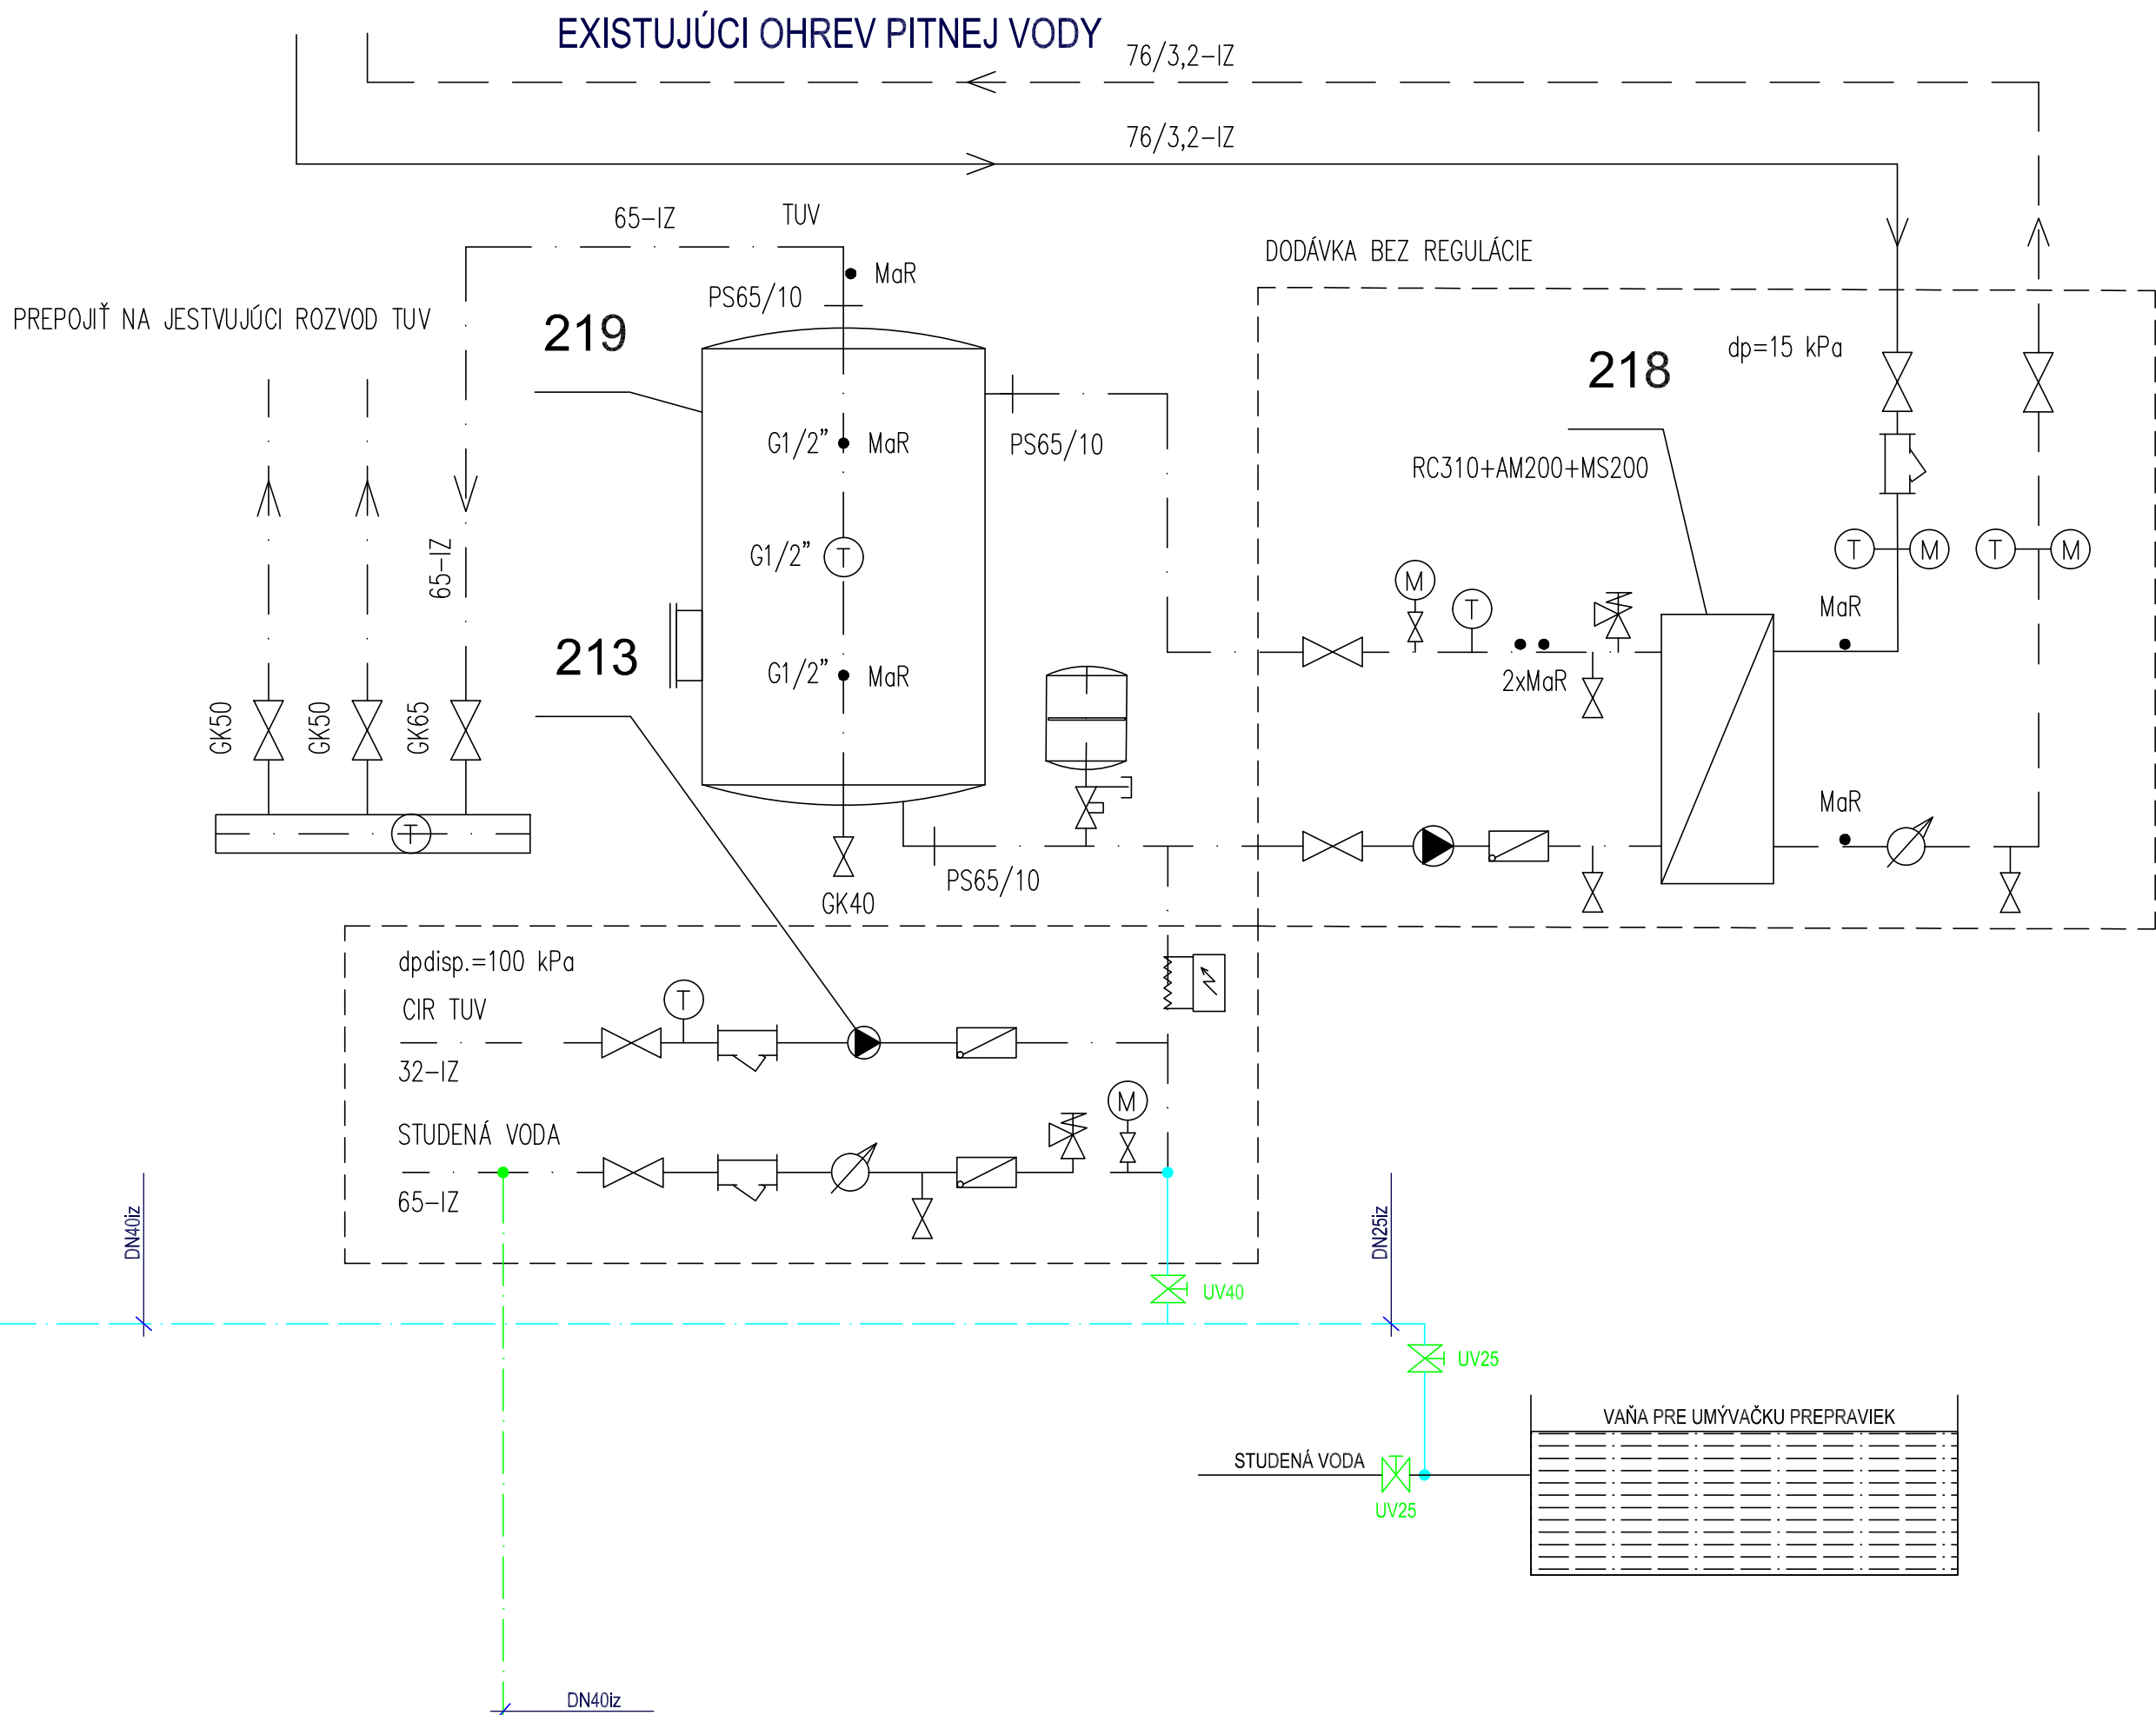 EXISTUJÚCI OHREV PITNEJ VODY
76/3,2-IZ
76/3,2-IZ
65-IZ
TUV
MaR
DODÁVKA BEZ REGULÁCIE
PS65/10
PREPOJIŤ NA JESTVUJÚCI ROZVOD TUV
219
dp=15 kPa
218
G1/2"
MaR
PS65/10
RC310+AM200+MS200
65-IZ
G1/2"
T
T
M
T
M
M
T
MaR
213
G1/2"
MaR
2xMaR
GK50
GK50
GK65
T
MaR
PS65/10
GK40
dpdisp.=100 kPa
CIR TUV
T
32-IZ
M
STUDENÁ VODA
65-IZ
DN40iz
DN25iz
UV40
UV25
VAŇA PRE UMÝVAČKU PREPRAVIEK
STUDENÁ VODA
UV25
DN40iz